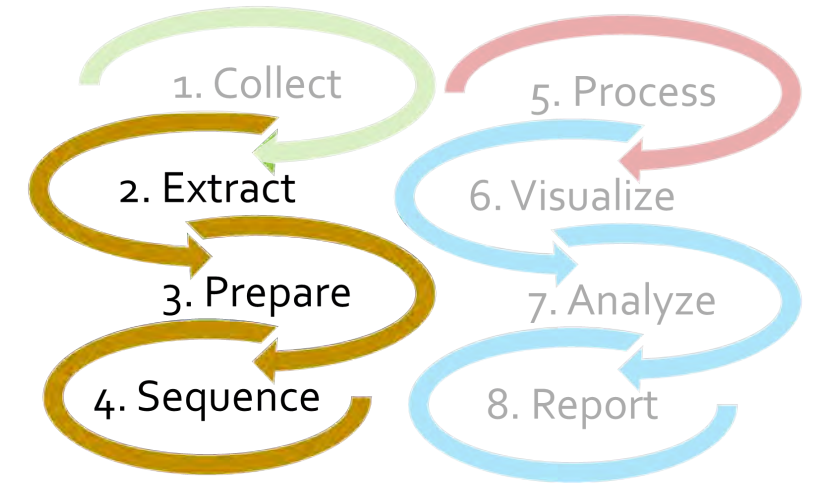 1. Collect
2. Extract
3. Prepare
4. Sequence
5. Process
6. Visualize
7. Analyze
8. Report